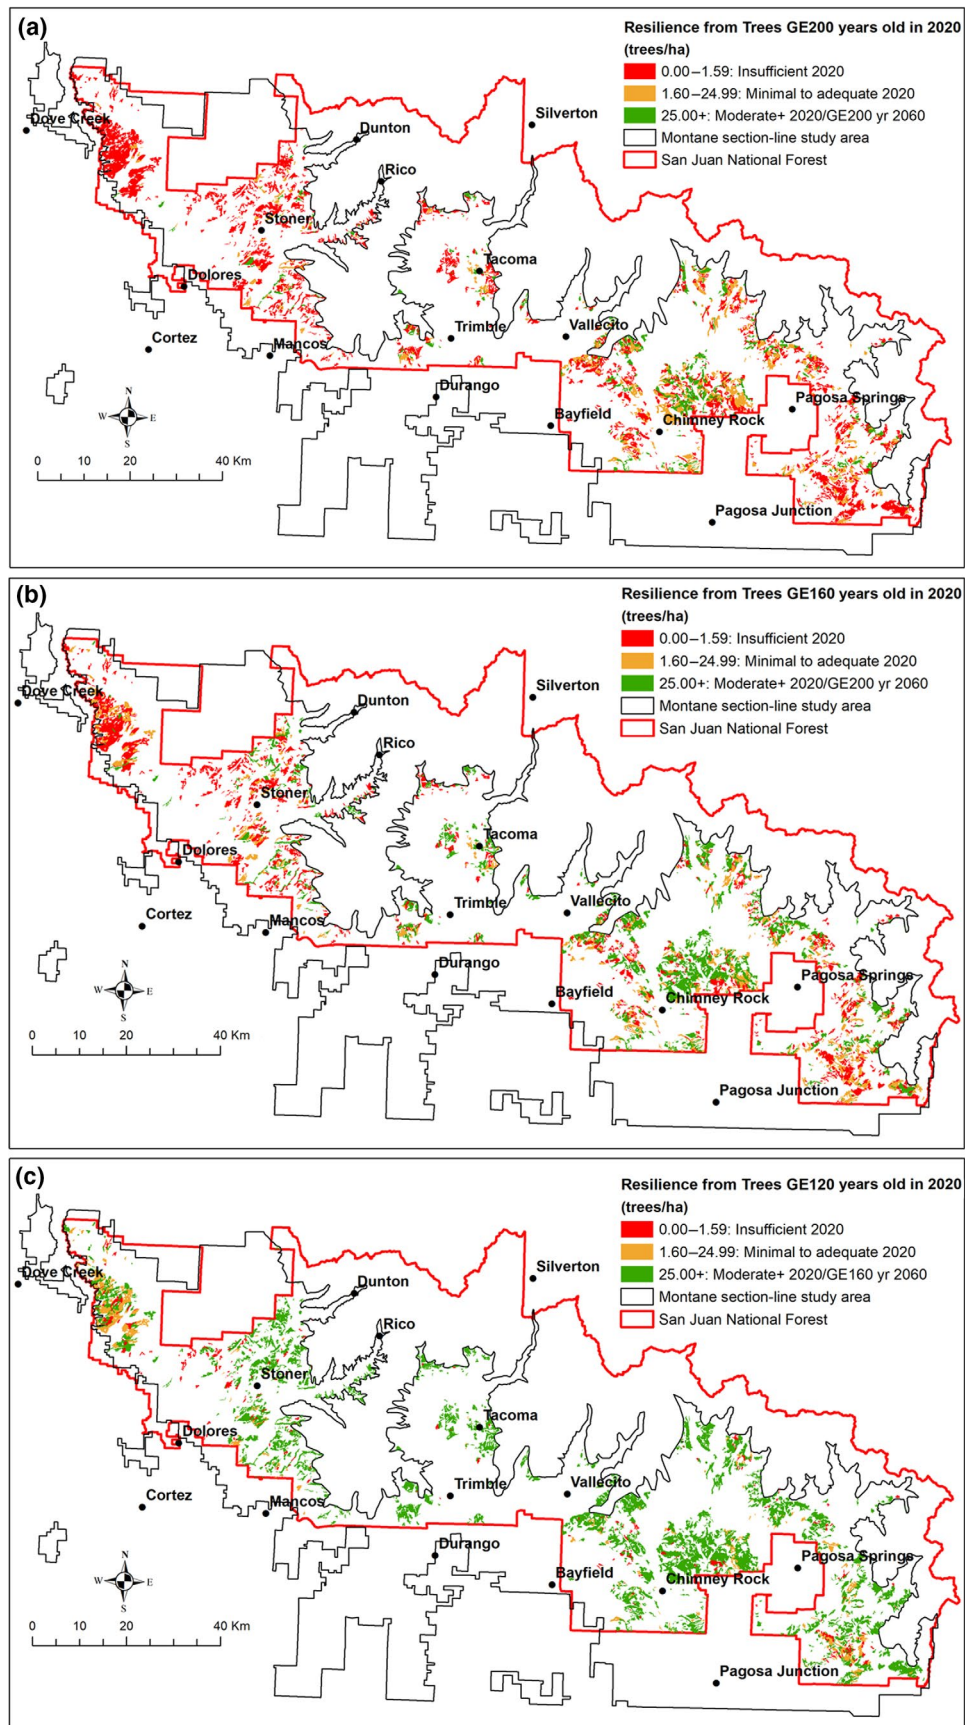 (a)
Resilience from Trees GE200 years old in 2020
(trees/ha)
0.00–1.59: Insufficient 2020
1.60–24.99: Minimal to adequate 2020
25.00+: Moderate+ 2020/GE200 yr 2060
Montane section-line study area
San Juan National Forest
Dove Creek
Dunton
Silverton
Rico
Stoner
Tacoma
Dolores
Cortez
Mancos
Trimble
Vallecito
Durango
Bayfield
Chimney Rock
Pagosa Springs
Pagosa Junction
N
W E
S
0 10 20 40 Km
(b)
Resilience from Trees GE160 years old in 2020
(trees/ha)
0.00–1.59: Insufficient 2020
1.60–24.99: Minimal to adequate 2020
25.00+: Moderate+ 2020/GE200 yr 2060
Montane section-line study area
San Juan National Forest
Dove Creek
Dunton
Silverton
Rico
Stoner
Tacoma
Dolores
Cortez
Mancos
Trimble
Vallecito
Durango
Bayfield
Chimney Rock
Pagosa Springs
Pagosa Junction
N
W E
S
0 10 20 40 Km
(c)
Resilience from Trees GE120 years old in 2020
(trees/ha)
0.00–1.59: Insufficient 2020
1.60–24.99: Minimal to adequate 2020
25.00+: Moderate+ 2020/GE160 yr 2060
Montane section-line study area
San Juan National Forest
Dove Creek
Dunton
Silverton
Rico
Stoner
Tacoma
Dolores
Cortez
Mancos
Trimble
Vallecito
Durango
Bayfield
Chimney Rock
Pagosa Springs
Pagosa Junction
N
W E
S
0 10 20 40 Km